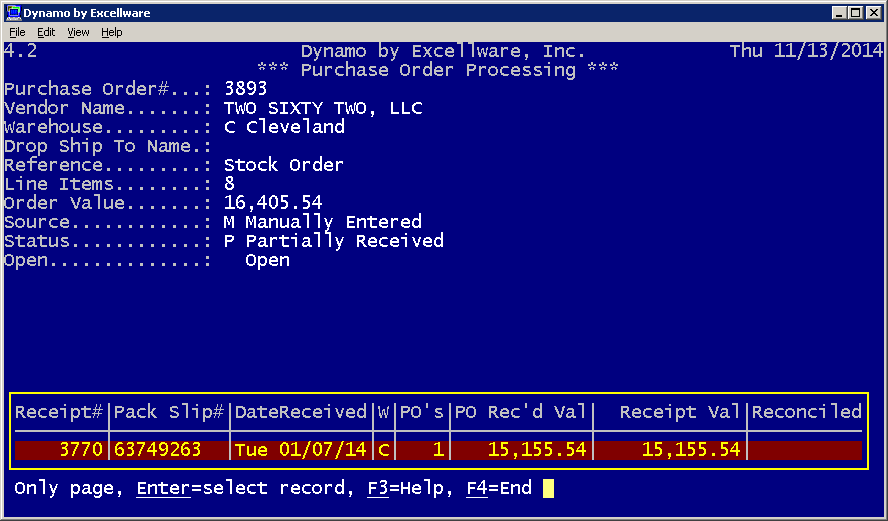 Dynamo by Excellware
File Edit View Help
4.2 Dynamo by Excellware, Inc. Thu 11/13/2014
*** Purchase Order Processing ***
Purchase Order#...: 3893
Vendor Name.......: TWO SIXTY TWO, LLC
Warehouse.........: C Cleveland
Drop Ship To Name.:
Reference.........: Stock Order
Line Items........: 8
Order Value.......: 16,405.54
Source............: M Manually Entered
Status............: P Partially Received
Open..............: Open
Receipt#|Pack Slip#|DateReceived|W|PO's|PO Rec'd Val| Receipt Val|Reconciled
3770|63749263 |Tue 01/07/14|C| 1| 15,155.54| 15,155.54|
Only page, Enter=select record, F3=Help, F4=End